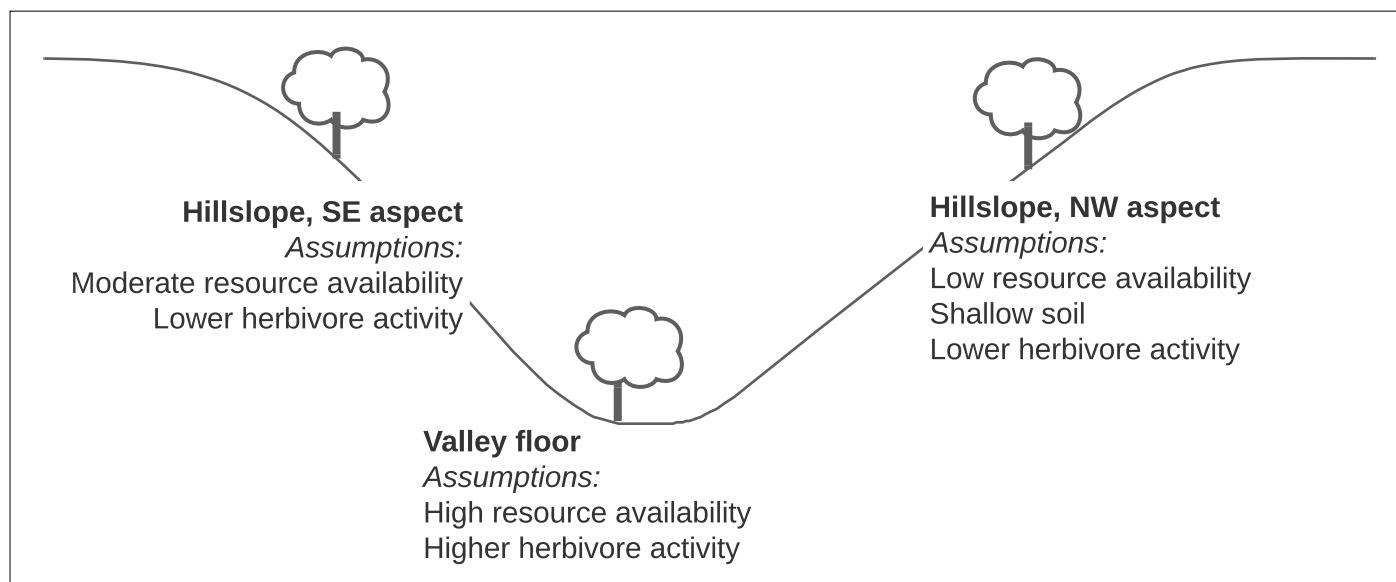 Hillslope, SE aspect
Assumptions:
Moderate resource availability
Lower herbivore activity
Hillslope, NW aspect
Assumptions:
Low resource availability
Shallow soil
Lower herbivore activity
Valley floor
Assumptions:
High resource availability
Higher herbivore activity